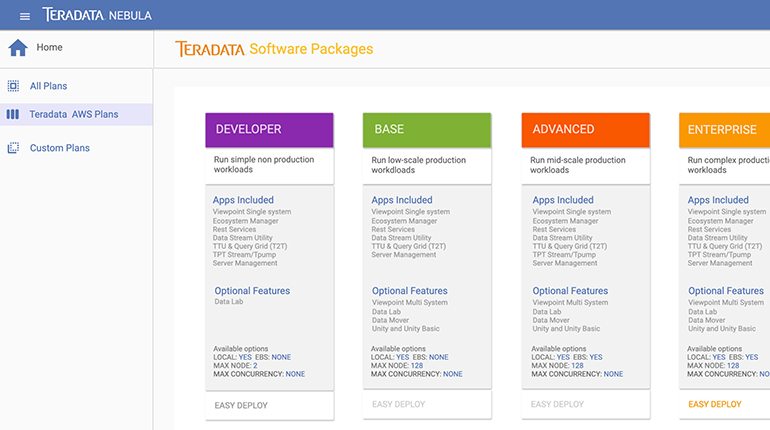 TERADATA NEBULA
Home
TERADATA Software Packages
All Plans
Teradata AWS Plans
Custom Plans
DEVELOPER
Run simple non production
workloads
Apps Included
Viewpoint Single system
Ecosystem Manager
Rest Services
Data Stream Utility
TTU & Query Grid (T2T)
TPT Stream/Tpump
Server Management
Optional Features
Data Lab
Available options
LOCAL: YES EBS: NONE
MAX NODE: 2
MAX CONCURRENCY: NONE
EASY DEPLOY
BASE
Run low-scale production
workdloads
Apps Included
Viewpoint Single system
Ecosystem Manager
Rest Services
Data Stream Utility
TTU & Query Grid (T2T)
Server Management
Optional Features
Viewpoint Multi System
Data Lab
Data Mover
Unity and Unity Basic
Available options
LOCAL: YES EBS: NONE
MAX NODE: 128
MAX CONCURRENCY: NONE
EASY DEPLOY
ADVANCED
Run mid-scale production
workloads
Apps Included
Viewpoint Single system
Ecosystem Manager
Rest Services
Data Stream Utility
TTU & Query Grid (T2T)
TPT Stream/Tpump
Server Management
Optional Features
Viewpoint Multi System
Data Lab
Data Mover
Unity and Unity Basic
Available options
LOCAL: YES EBS: YES
MAX NODE: 128
MAX CONCURRENCY: NONE
EASY DEPLOY
ENTERPRISE
Run complex producti
workloads
Apps Included
Viewpoint Single system
Ecosystem Manager
Rest Services
Data Stream Utility
TTU & Query Grid (T2T)
TPT Stream/Tpump
Server Management
Optional Features
Viewpoint Multi System
Data Lab
Data Mover
Unity and Unity Basic
Available options
LOCAL: YES EBS: YES
MAX NODE: 128
MAX CONCURRENCY: NO
EASY DEPLOY